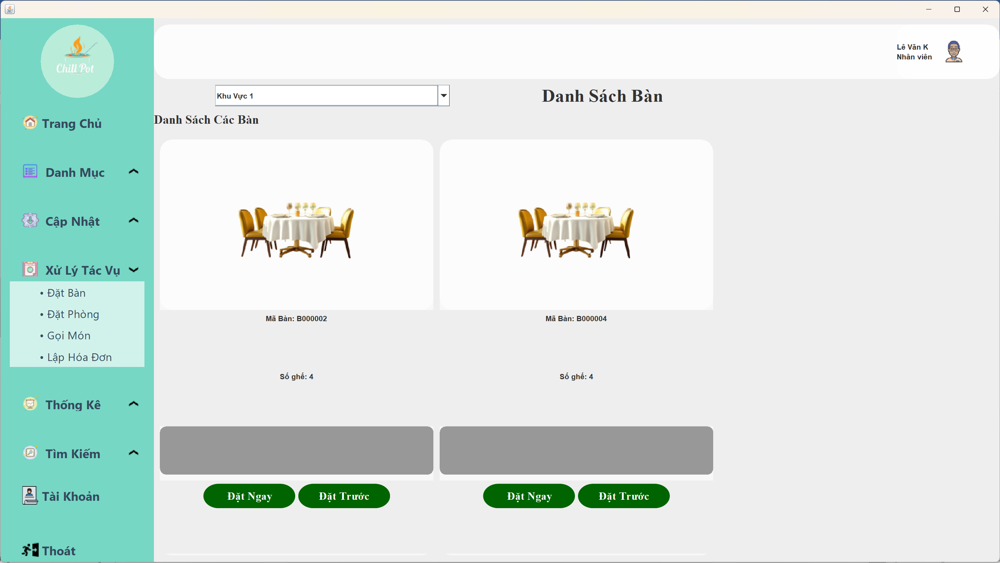 Chill Pot
Trang Chủ
Danh Mục
Cập Nhật
Xử Lý Tác Vụ
• Đặt Bàn
• Đặt Phòng
• Gọi Món
• Lập Hóa Đơn
Thống Kê
Tìm Kiếm
Tài Khoản
Thoát
Lê Văn K
Nhân viên
Khu Vực 1
Danh Sách Bàn
Danh Sách Các Bàn
Mã Bàn: B000002
Số ghế: 4
Đặt Ngay
Đặt Trước
Mã Bàn: B000004
Số ghế: 4
Đặt Ngay
Đặt Trước